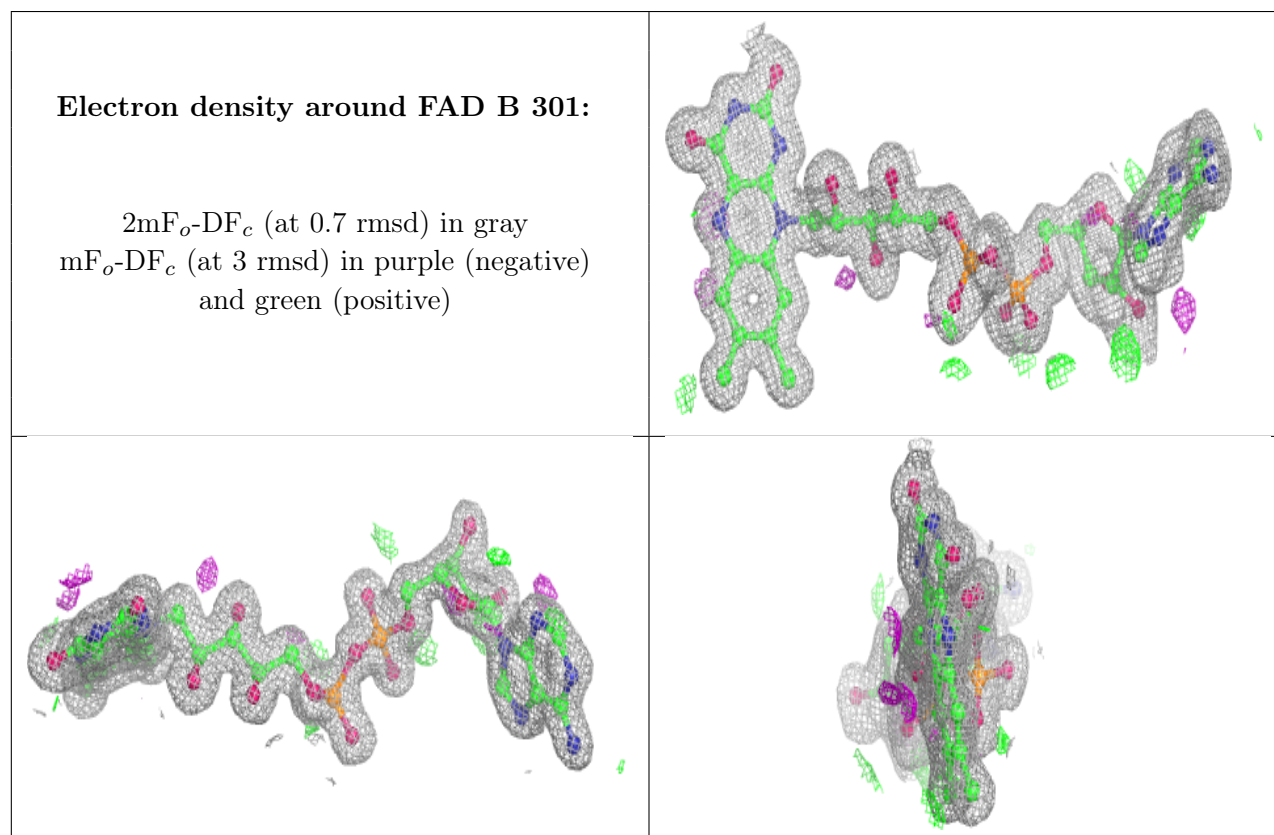 Electron density around FAD B 301:
2mFₒ-DF𝒸 (at 0.7 rmsd) in gray
mFₒ-DF𝒸 (at 3 rmsd) in purple (negative)
and green (positive)